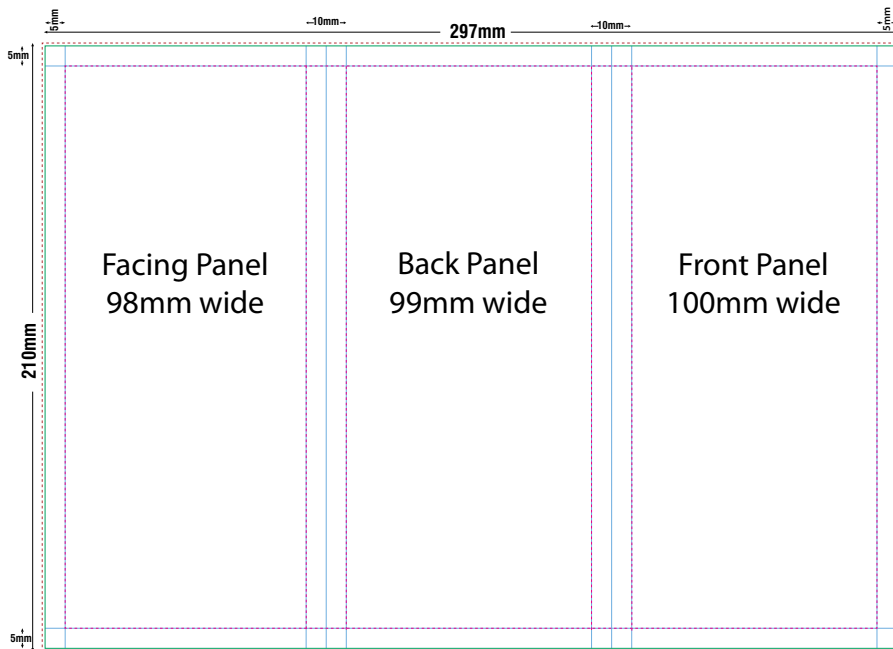 5mm
10mm
10mm
5mm
297mm
5mm
Facing Panel
98mm wide
Back Panel
99mm wide
Front Panel
100mm wide
210mm
5mm